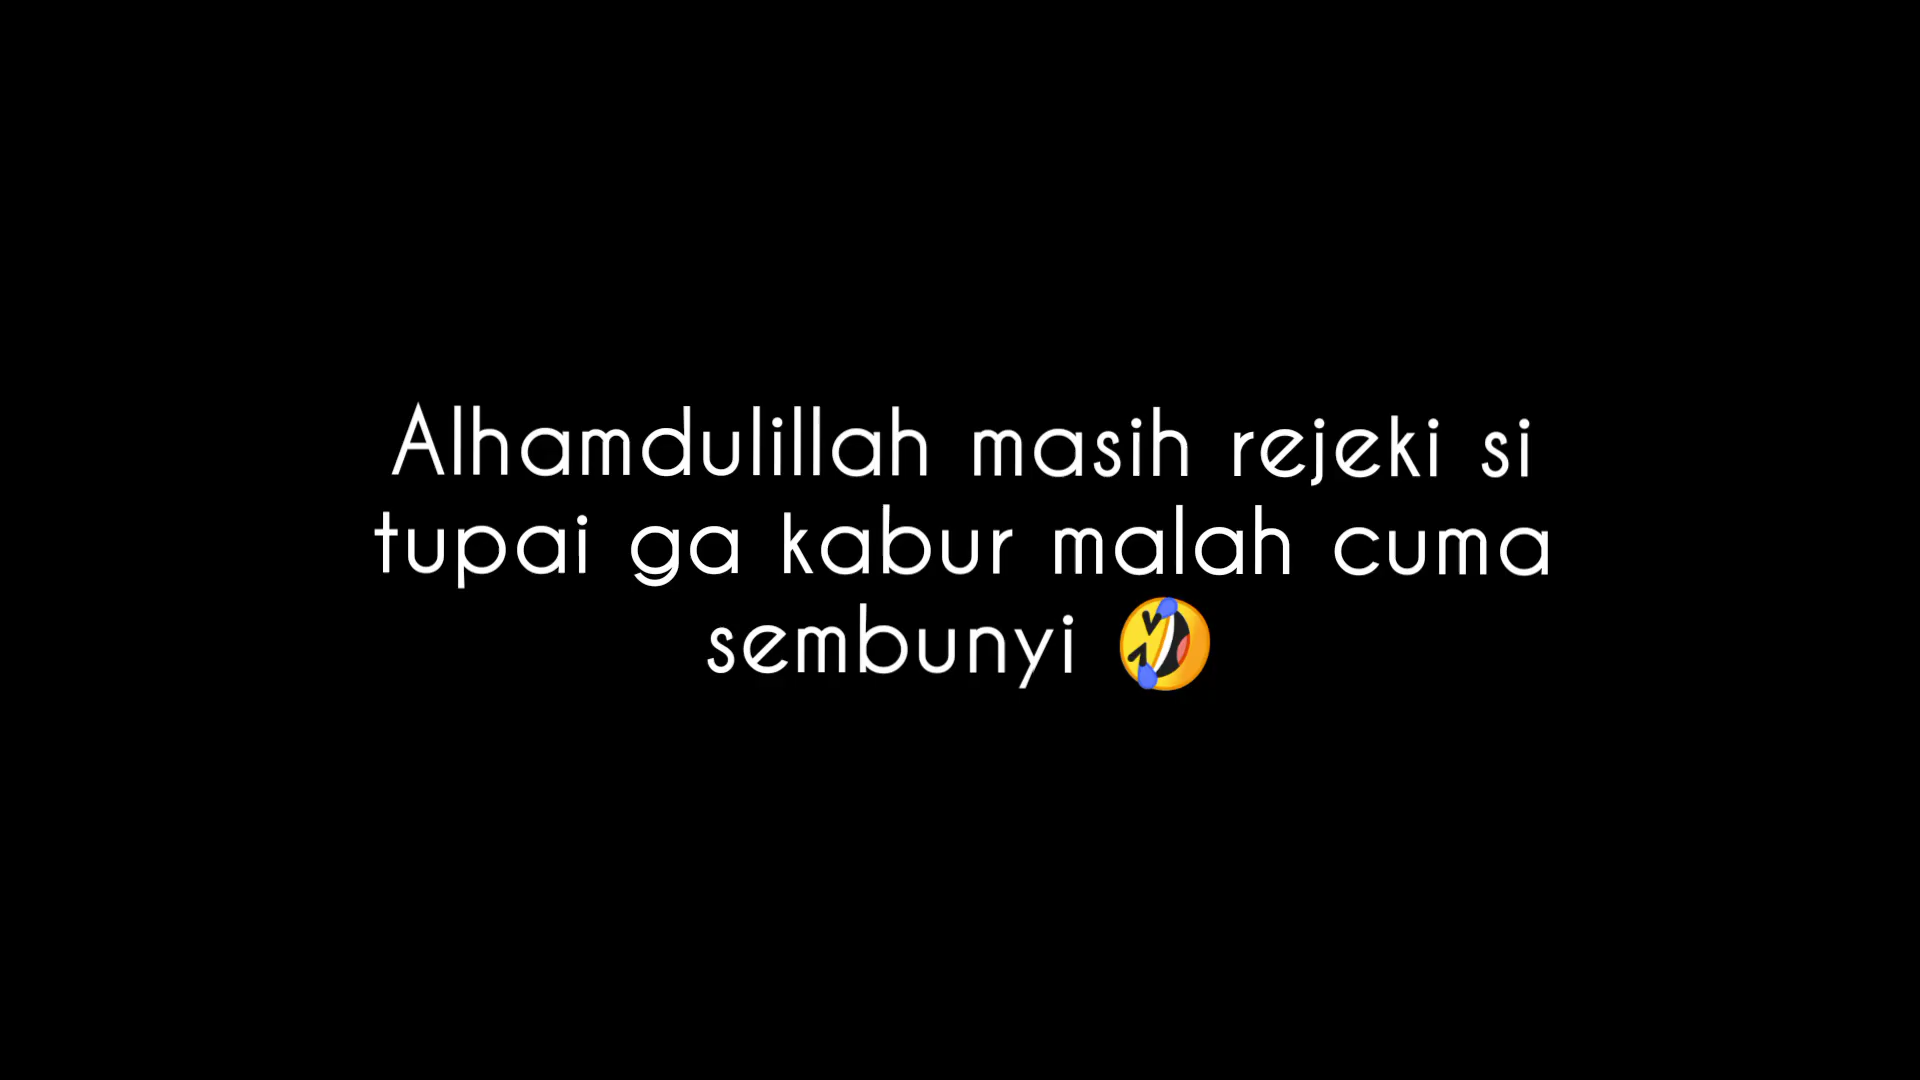 Alhamdulillah masih rejeki si
tupai ga kabur malah cuma
sembunyi 🤣